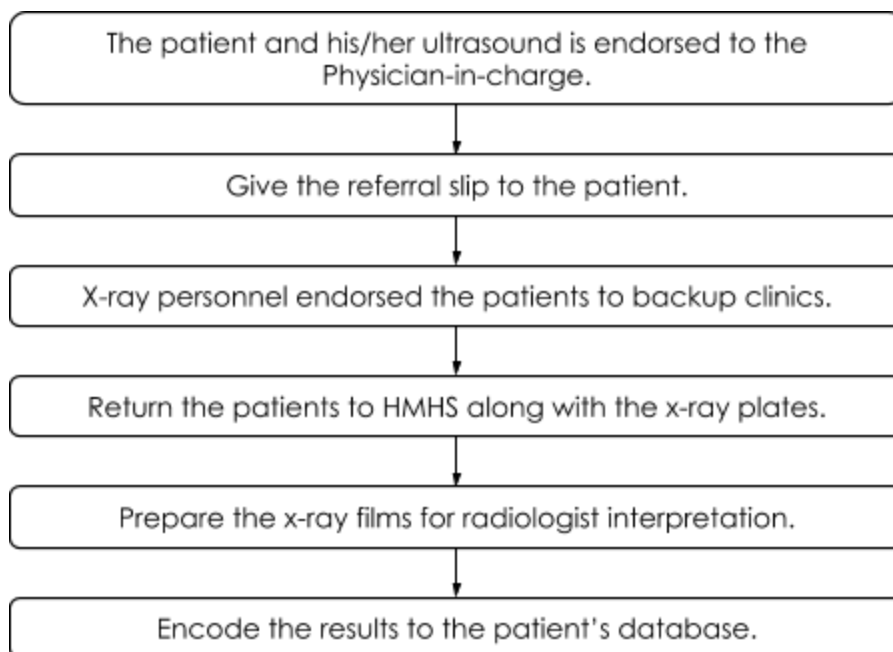 The patient and his/her ultrasound is endorsed to the
Physician-in-charge.
Give the referral slip to the patient.
X-ray personnel endorsed the patients to backup clinics.
Return the patients to HMHS along with the x-ray plates.
Prepare the x-ray films for radiologist interpretation.
Encode the results to the patient's database.